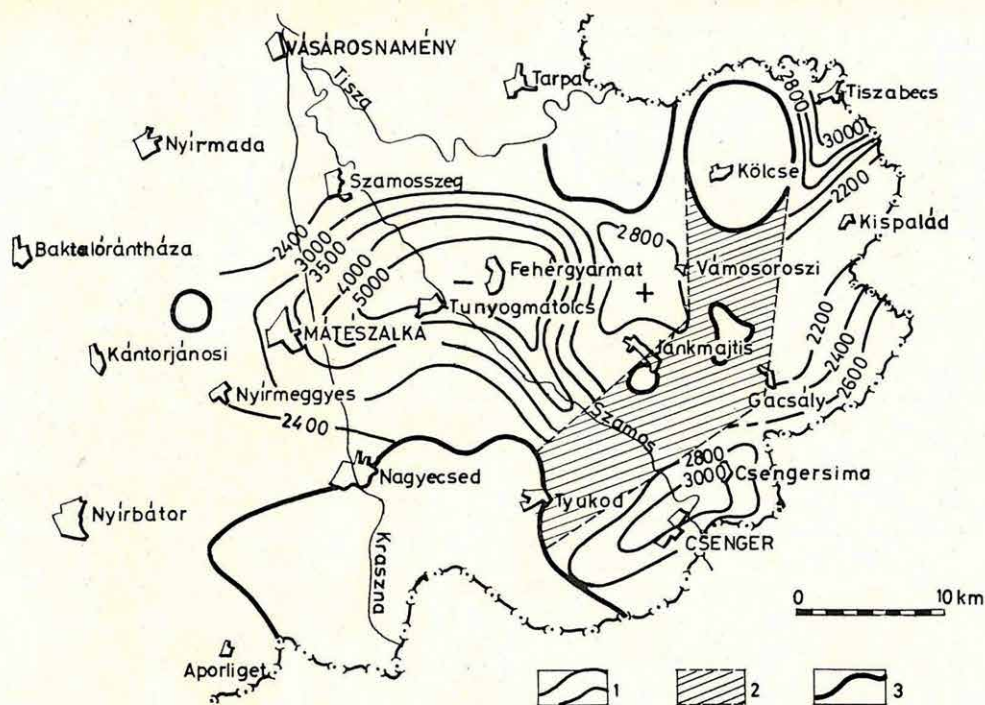 VÁSÁROSNAMÉNY
Tisza
Tarpa
2800
Tiszabecs
Nyírmada
3000
Kölcse
Szamosszeg
2200
Kispalád
Baktalórántháza
2400
3000
3500
4000
5000
2800
Fehérgyarmat
Vámosoroszi
−
+
Tunyogmatolcs
MÁTESZALKA
2200
Jánkmajtis
2400
Kántorjánosi
Nyírmeggyes
Gacsály
2600
2400
Szamos
2800
3000
Csengersima
Nagyecsed
Tyukod
Nyírbátor
CSENGER
Kraszna
0 10 km
Aporliget
1 2 3